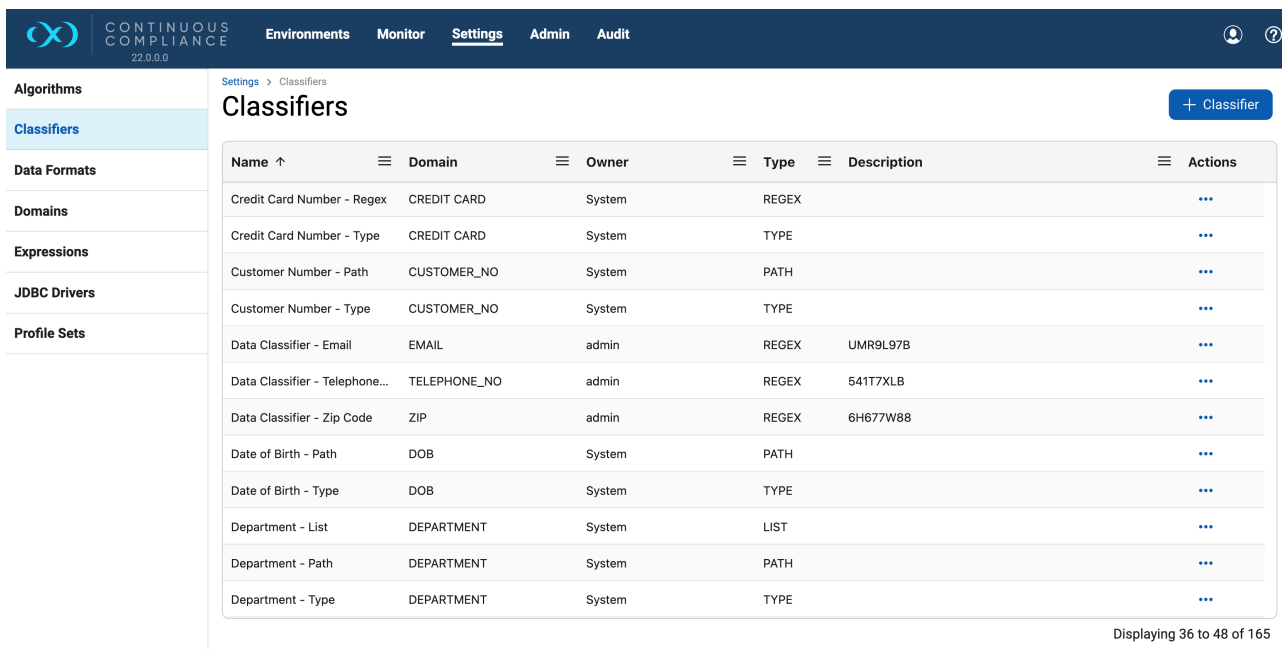 CONTINUOUS
COMPLIANCE
22.0.0.0
Environments Monitor Settings Admin Audit
Algorithms
Classifiers
Data Formats
Domains
Expressions
JDBC Drivers
Profile Sets
Settings > Classifiers
Classifiers
+ Classifier
Name ↑ Domain Owner Type Description Actions
Credit Card Number - Regex CREDIT CARD System REGEX
Credit Card Number - Type CREDIT CARD System TYPE
Customer Number - Path CUSTOMER_NO System PATH
Customer Number - Type CUSTOMER_NO System TYPE
Data Classifier - Email EMAIL admin REGEX UMR9L97B
Data Classifier - Telephone... TELEPHONE_NO admin REGEX 541T7XLB
Data Classifier - Zip Code ZIP admin REGEX 6H677W88
Date of Birth - Path DOB System PATH
Date of Birth - Type DOB System TYPE
Department - List DEPARTMENT System LIST
Department - Path DEPARTMENT System PATH
Department - Type DEPARTMENT System TYPE
Displaying 36 to 48 of 165